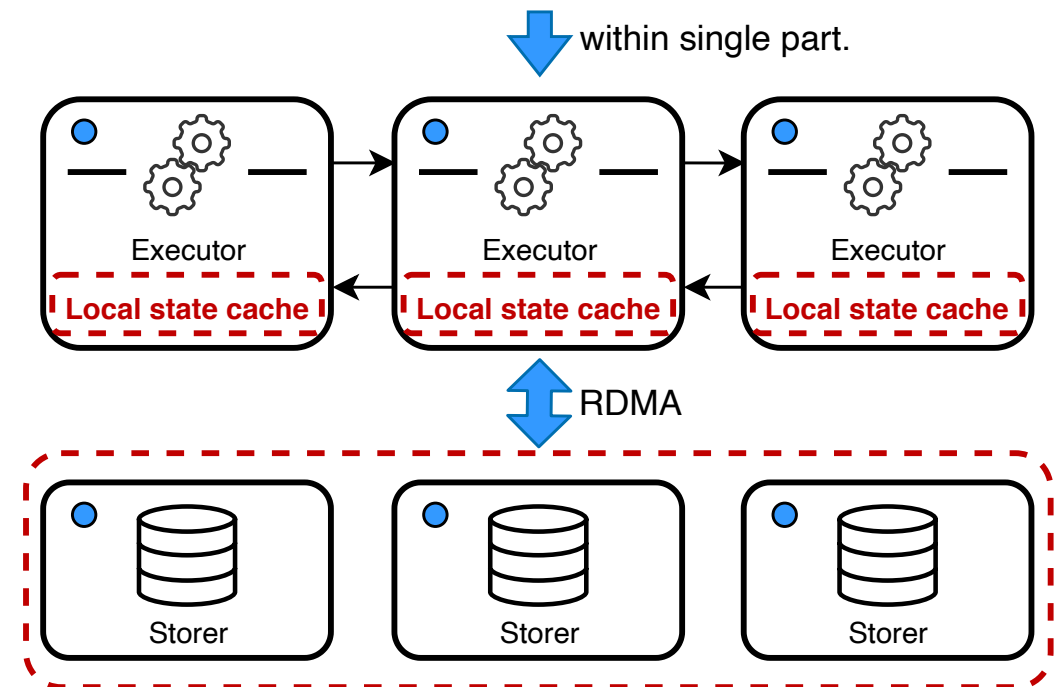 within single part.
Executor
Executor
Executor
Local state cache
Local state cache
Local state cache
RDMA
Storer
Storer
Storer